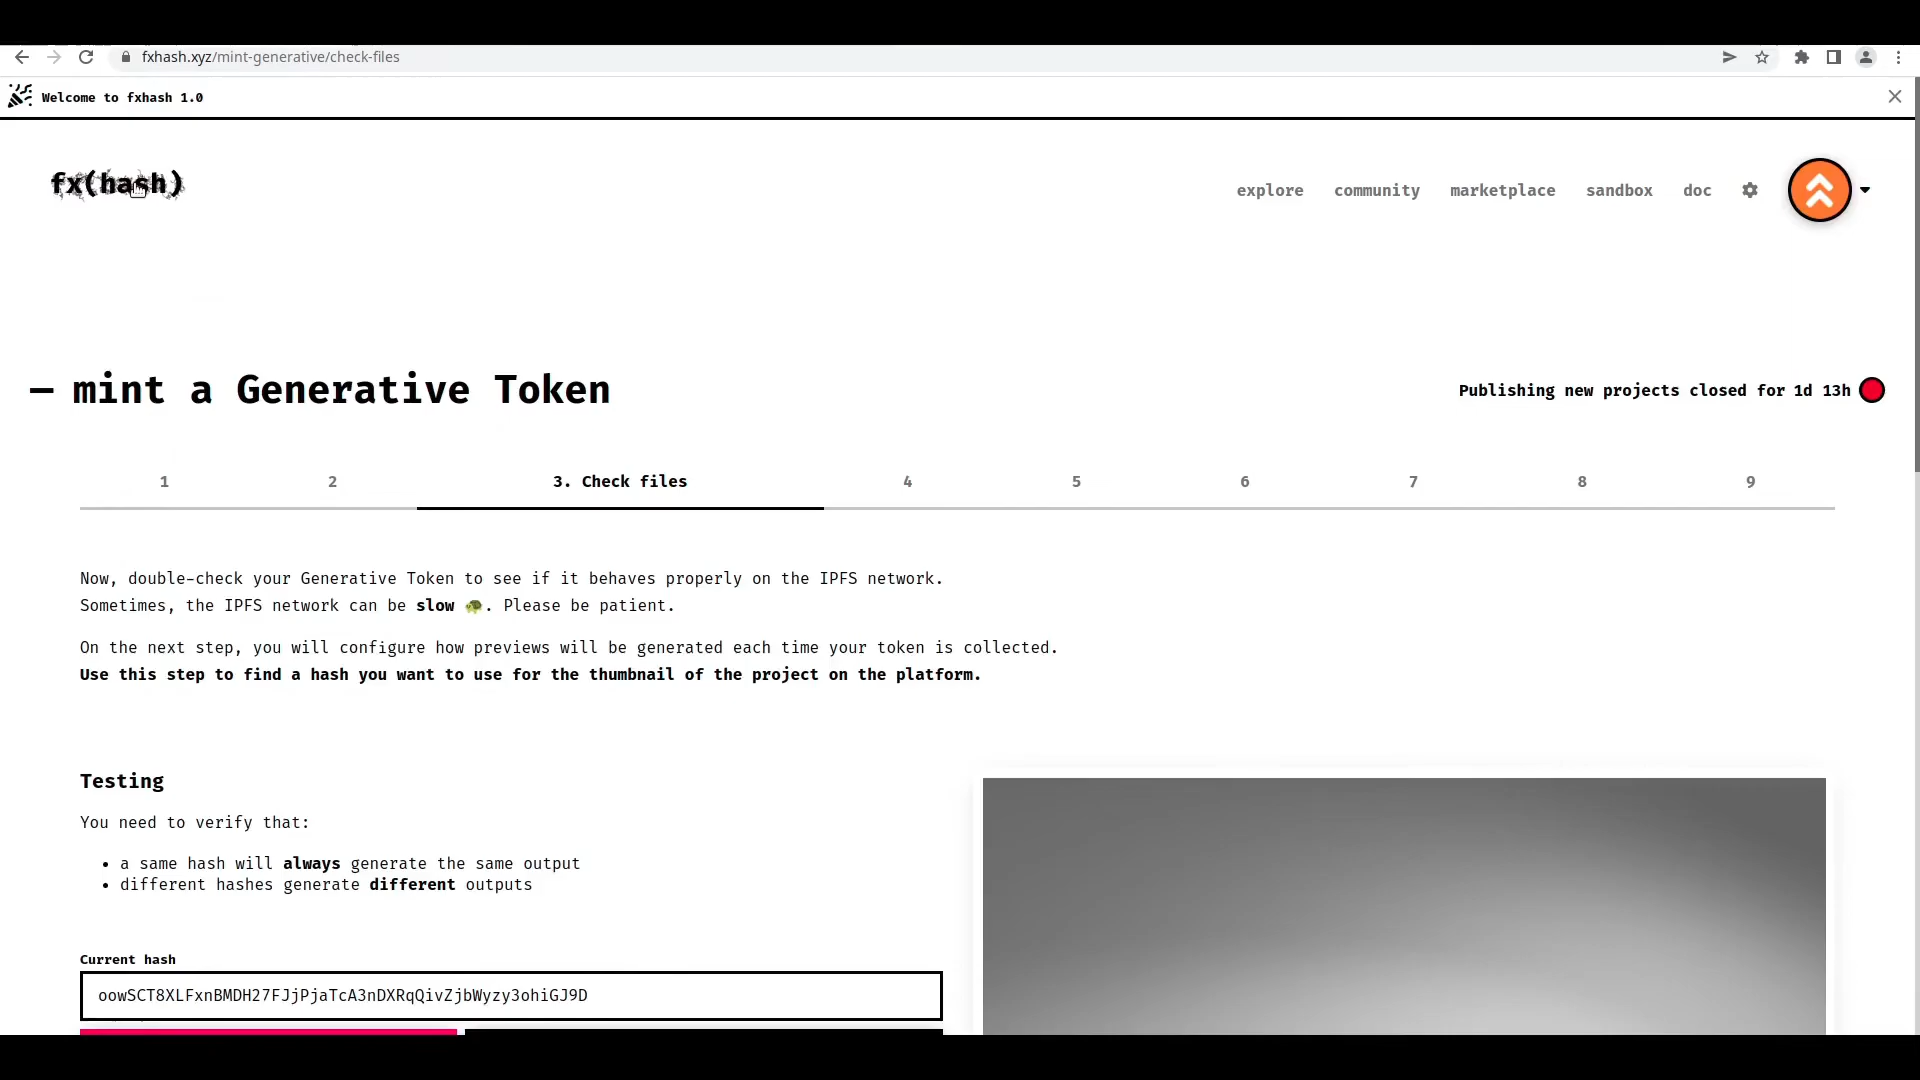 fxhash.xyz/mint-generative/check-files
Welcome to fxhash 1.0
fx(hash)
explore community marketplace sandbox doc
— mint a Generative Token
Publishing new projects closed for 1d 13h
1 2 3. Check files 4 5 6 7 8 9
Now, double-check your Generative Token to see if it behaves properly on the IPFS network.
Sometimes, the IPFS network can be slow 🐢. Please be patient.
On the next step, you will configure how previews will be generated each time your token is collected.
Use this step to find a hash you want to use for the thumbnail of the project on the platform.
Testing
You need to verify that:
• a same hash will always generate the same output
• different hashes generate different outputs
Current hash
oowSCT8XLFxnBMDH27FJjPjaTcA3nDXRqQivZjbWyzy3ohiGJ9D